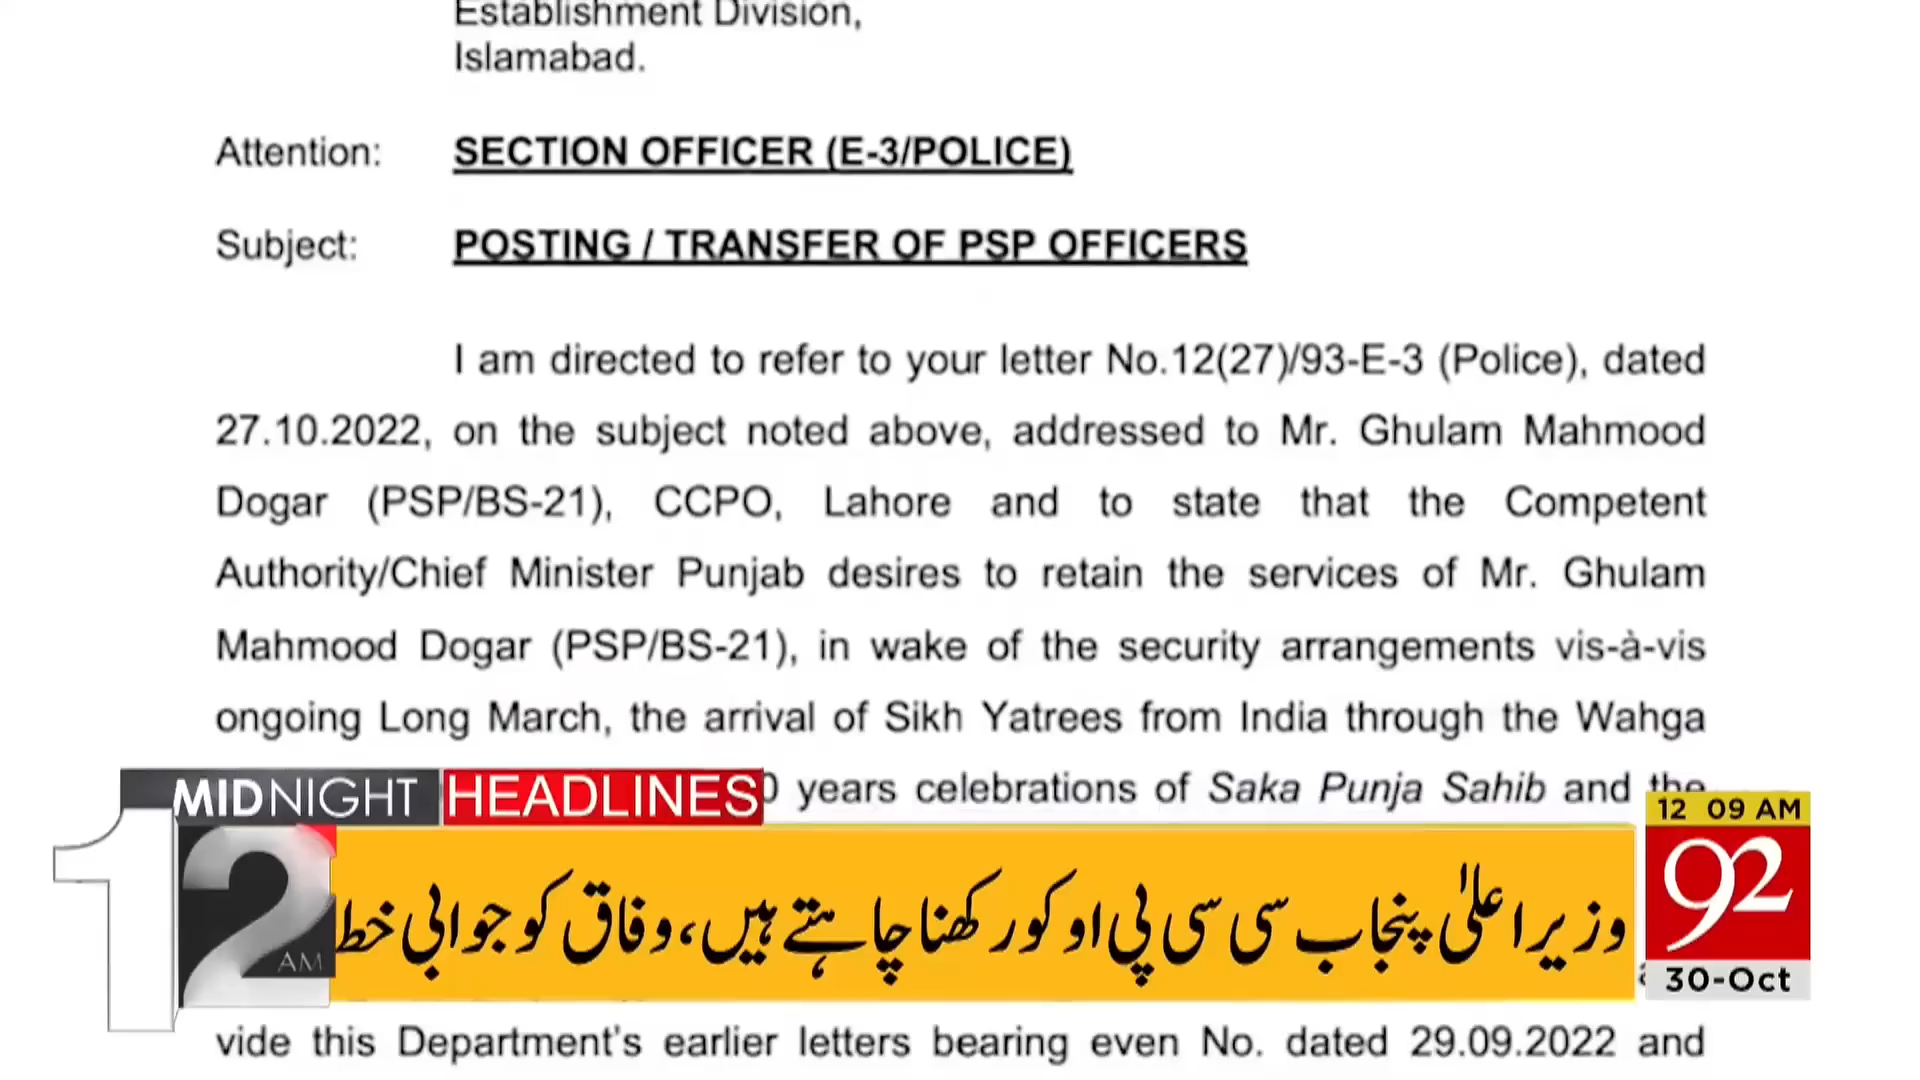 Establishment Division,
Islamabad.
Attention: SECTION OFFICER (E-3/POLICE)
Subject: POSTING / TRANSFER OF PSP OFFICERS
I am directed to refer to your letter No.12(27)/93-E-3 (Police), dated
27.10.2022, on the subject noted above, addressed to Mr. Ghulam Mahmood
Dogar (PSP/BS-21), CCPO, Lahore and to state that the Competent
Authority/Chief Minister Punjab desires to retain the services of Mr. Ghulam
Mahmood Dogar (PSP/BS-21), in wake of the security arrangements vis-à-vis
ongoing Long March, the arrival of Sikh Yatrees from India through the Wahga
years celebrations of Saka Punja Sahib and the
MIDNIGHT HEADLINES
12 AM
وزیراعلیٰ پنجاب سی سی پی او کو رکھنا چاہتے ہیں، وفاق کو جوابی خط
12 09 AM
92
30-Oct
vide this Department's earlier letters bearing even No. dated 29.09.2022 and